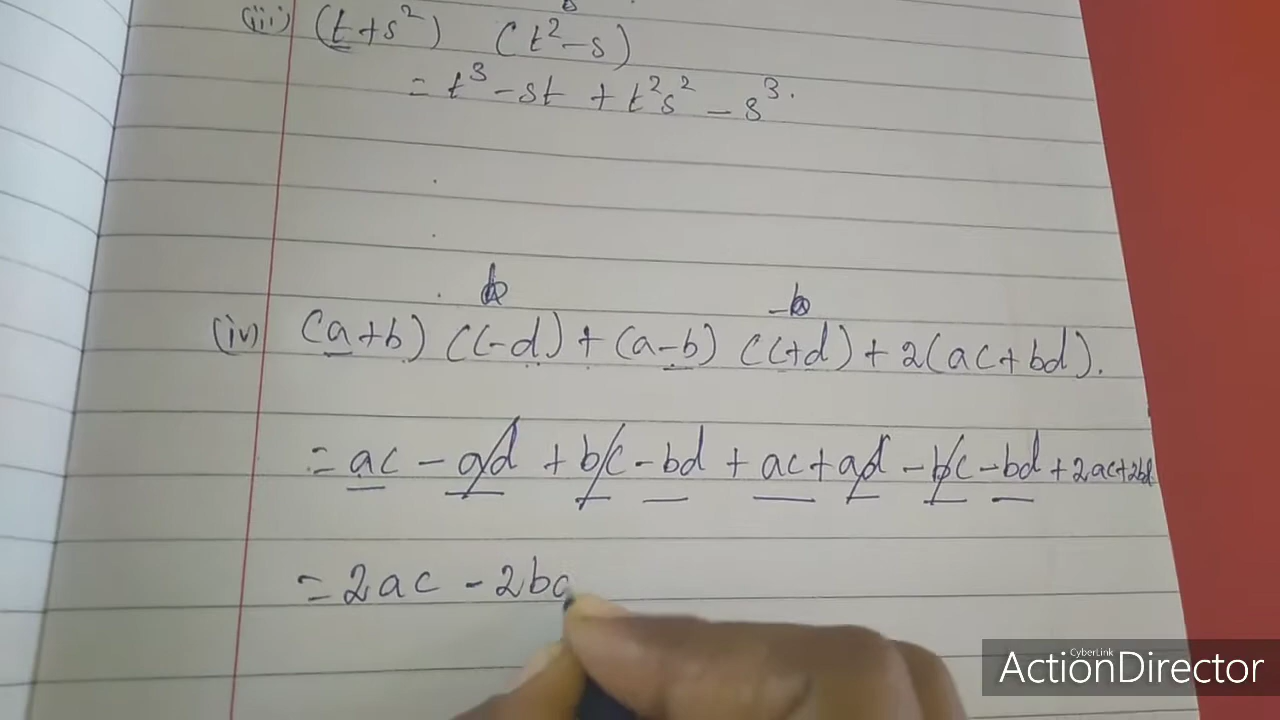 (iii) (t+s²) (t²-s)
= t³ - st + t²s² - s³.
b -b
(iv) (a+b) (c-d) + (a-b) (c+d) + 2(ac+bd).
= ac - ad + bc - bd + ac + ad - bc - bd + 2ac+2bd
= 2ac - 2bd
CyberLink
ActionDirector